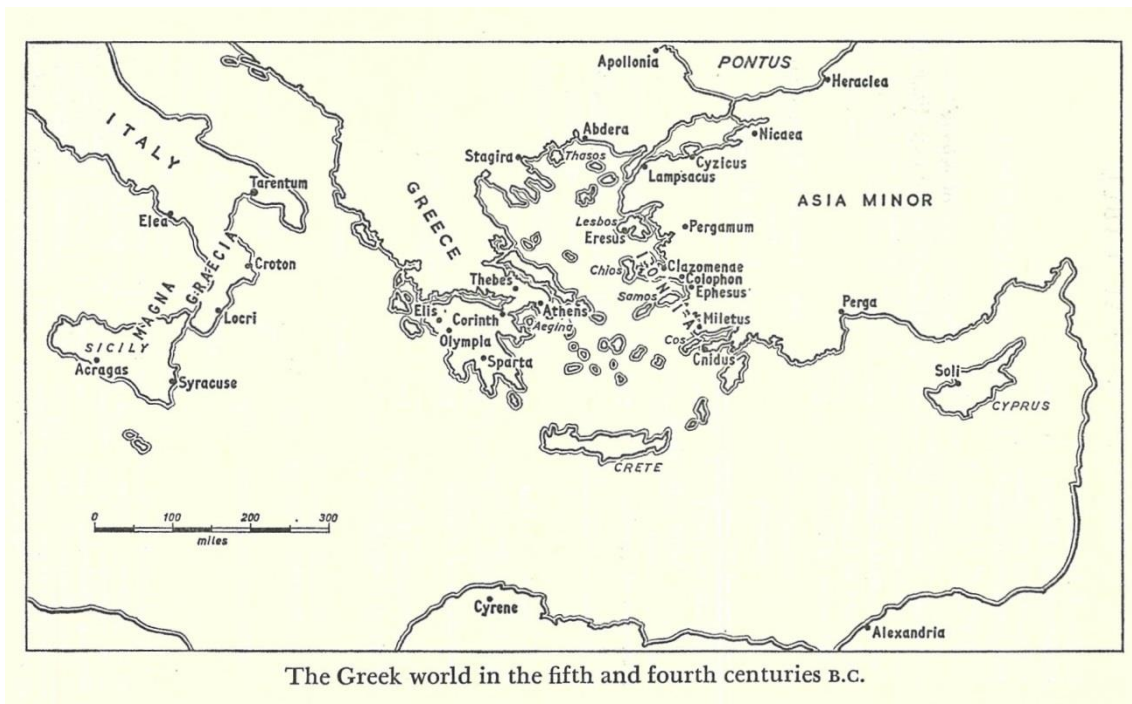 Apollonia
PONTUS
Heraclea
ITALY
Abdera
Nicaea
Stagira
Thasos
Cyzicus
Lampsacus
Tarentum
GREECE
ASIA MINOR
Elea
Lesbos
Eresus
Pergamum
MAGNA GRAECIA
Croton
Chios
IONIA
Clazomenae
Colophon
Thebes
Ephesus
Samos
Perga
Locri
Elis
Corinth
Athens
Aegina
Miletus
Olympia
Cos
SICILY
Acragas
Sparta
Cnidus
Soli
Syracuse
CYPRUS
CRETE
0 100 200 300
miles
Cyrene
Alexandria
The Greek world in the fifth and fourth centuries B.C.